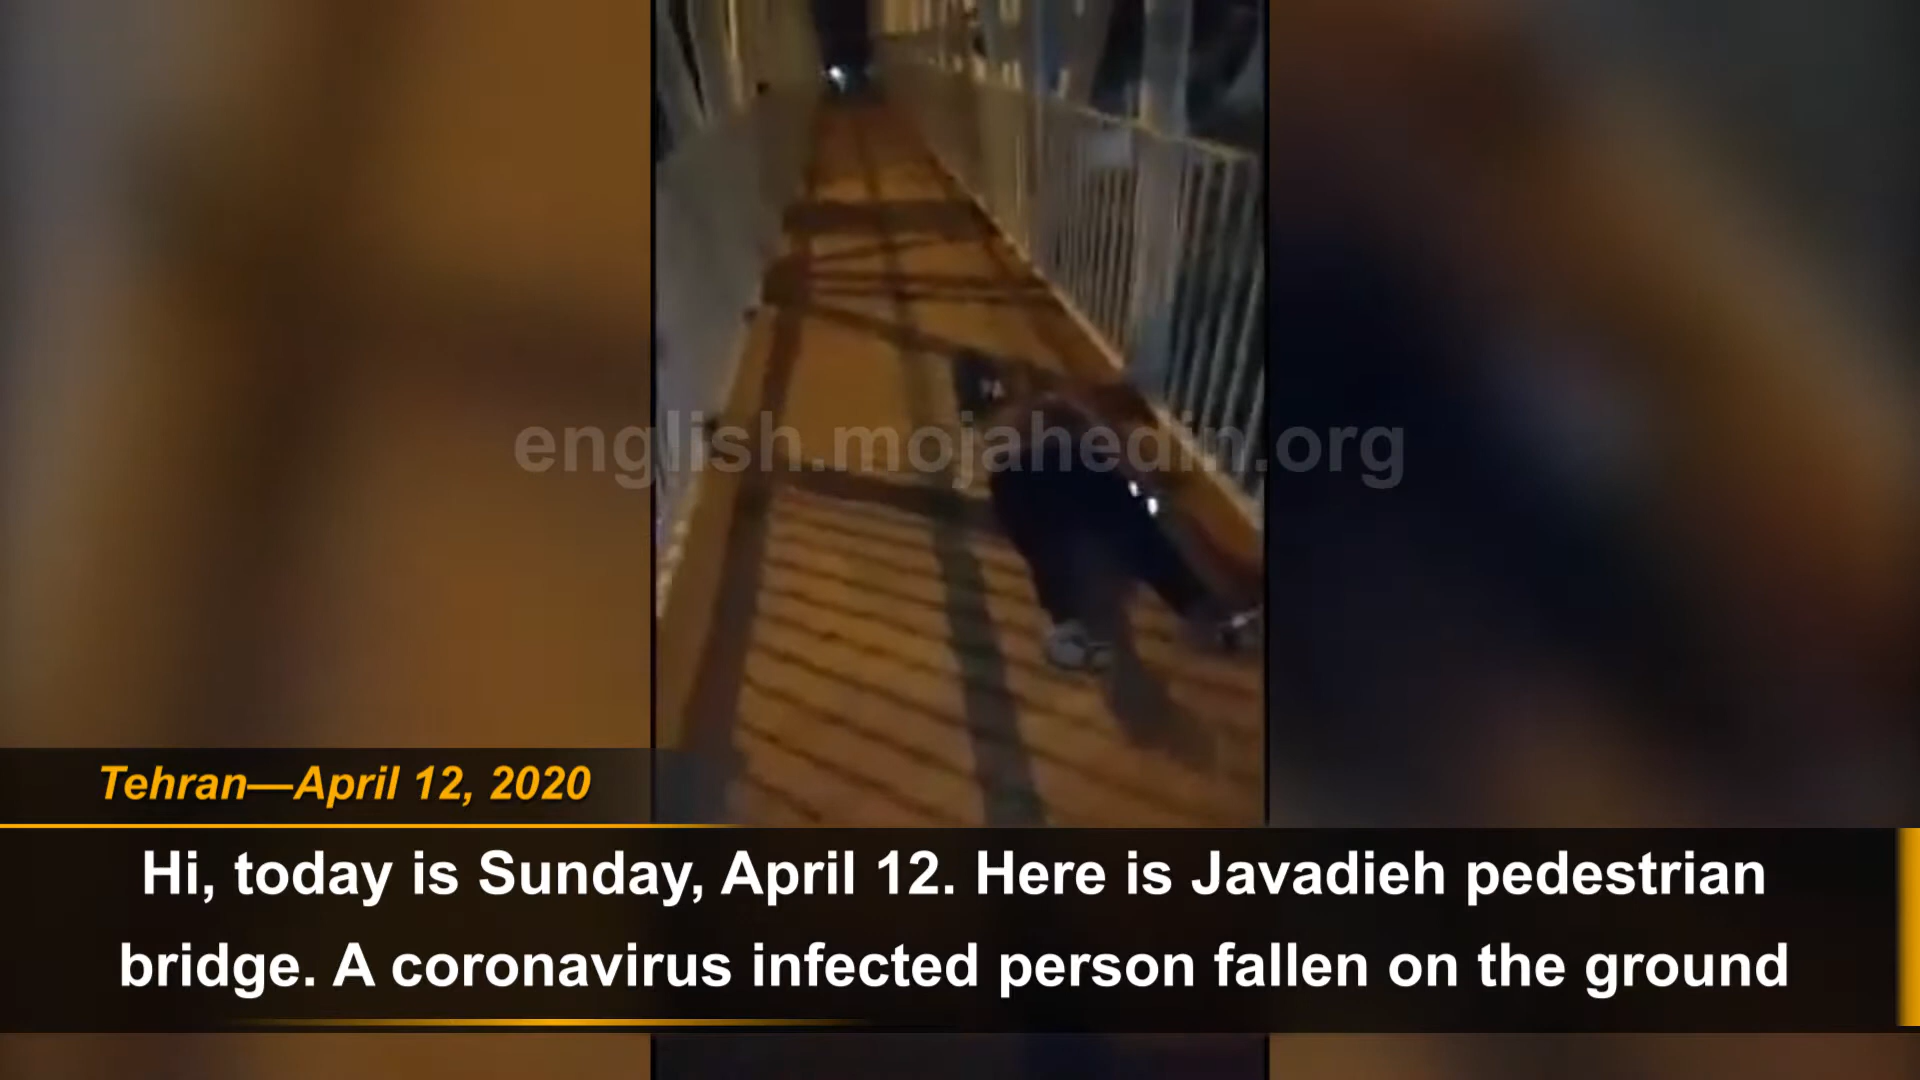 english.mojahedin.org
Tehran—April 12, 2020
Hi, today is Sunday, April 12. Here is Javadieh pedestrian
bridge. A coronavirus infected person fallen on the ground